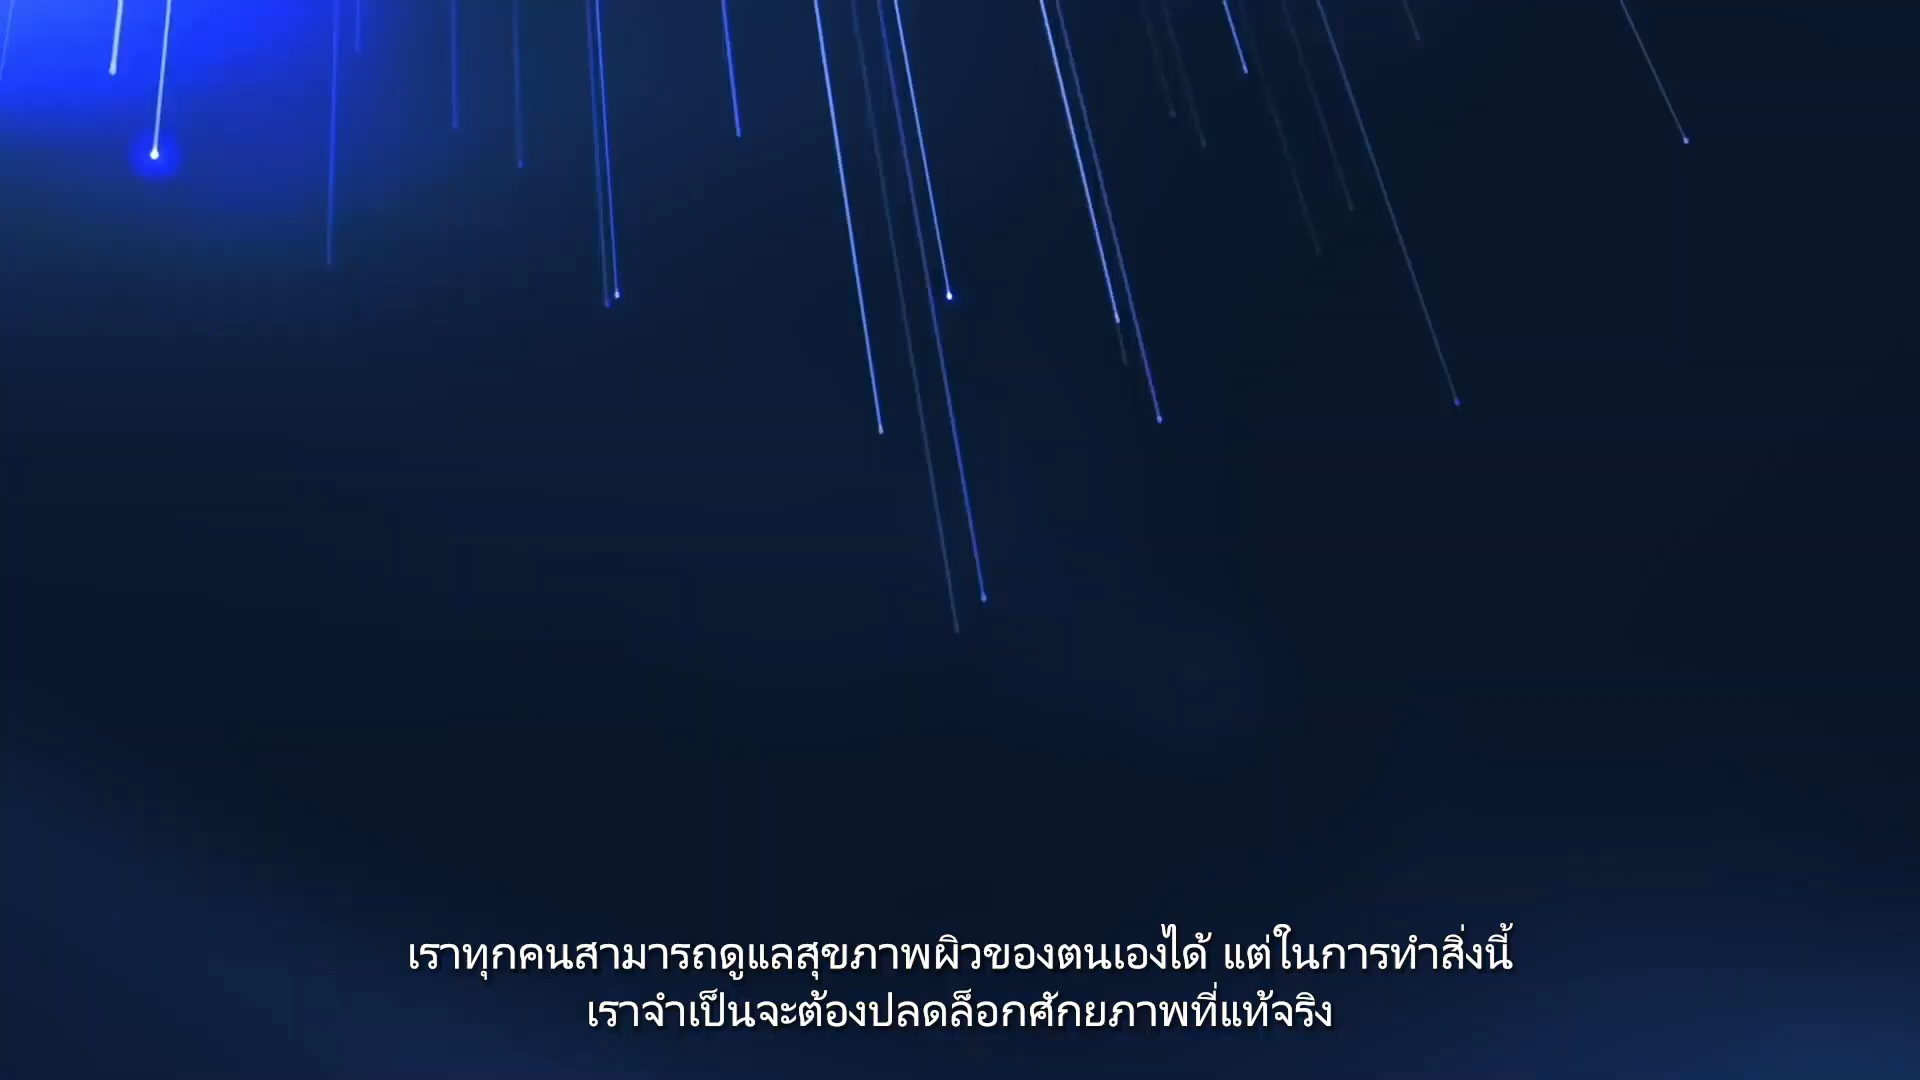 เราทุกคนสามารถดูแลสุขภาพผิวของตนเองได้ แต่ในการทำสิ่งนี้
เราจำเป็นจะต้องปลดล็อกศักยภาพที่แท้จริง